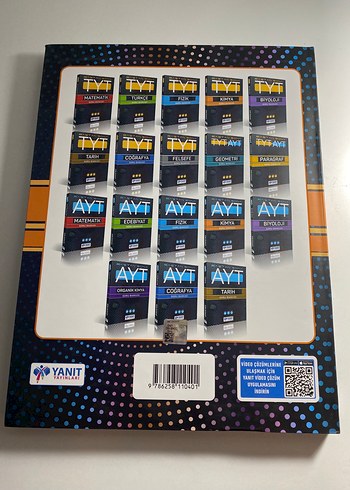 TYT
MATEMATİK
TYT
TÜRKÇE
TYT
FİZİK
TYT
KİMYA
TYT
BİYOLOJİ
TYT
TARİH
TYT
COĞRAFYA
TYT
FELSEFE
TYT AYT
GEOMETRİ
TYT AYT
PARAGRAF
AYT
MATEMATİK
AYT
EDEBİYAT
AYT
FİZİK
AYT
KİMYA
AYT
BİYOLOJİ
AYT
ORGANİK KİMYA
AYT
COĞRAFYA
AYT
TARİH
YANIT
YAYINLARI
9 786258 110401
VİDEO ÇÖZÜMLERİNE
ULAŞMAK İÇİN
YANIT VİDEO ÇÖZÜM
UYGULAMASINI
İNDİRİN